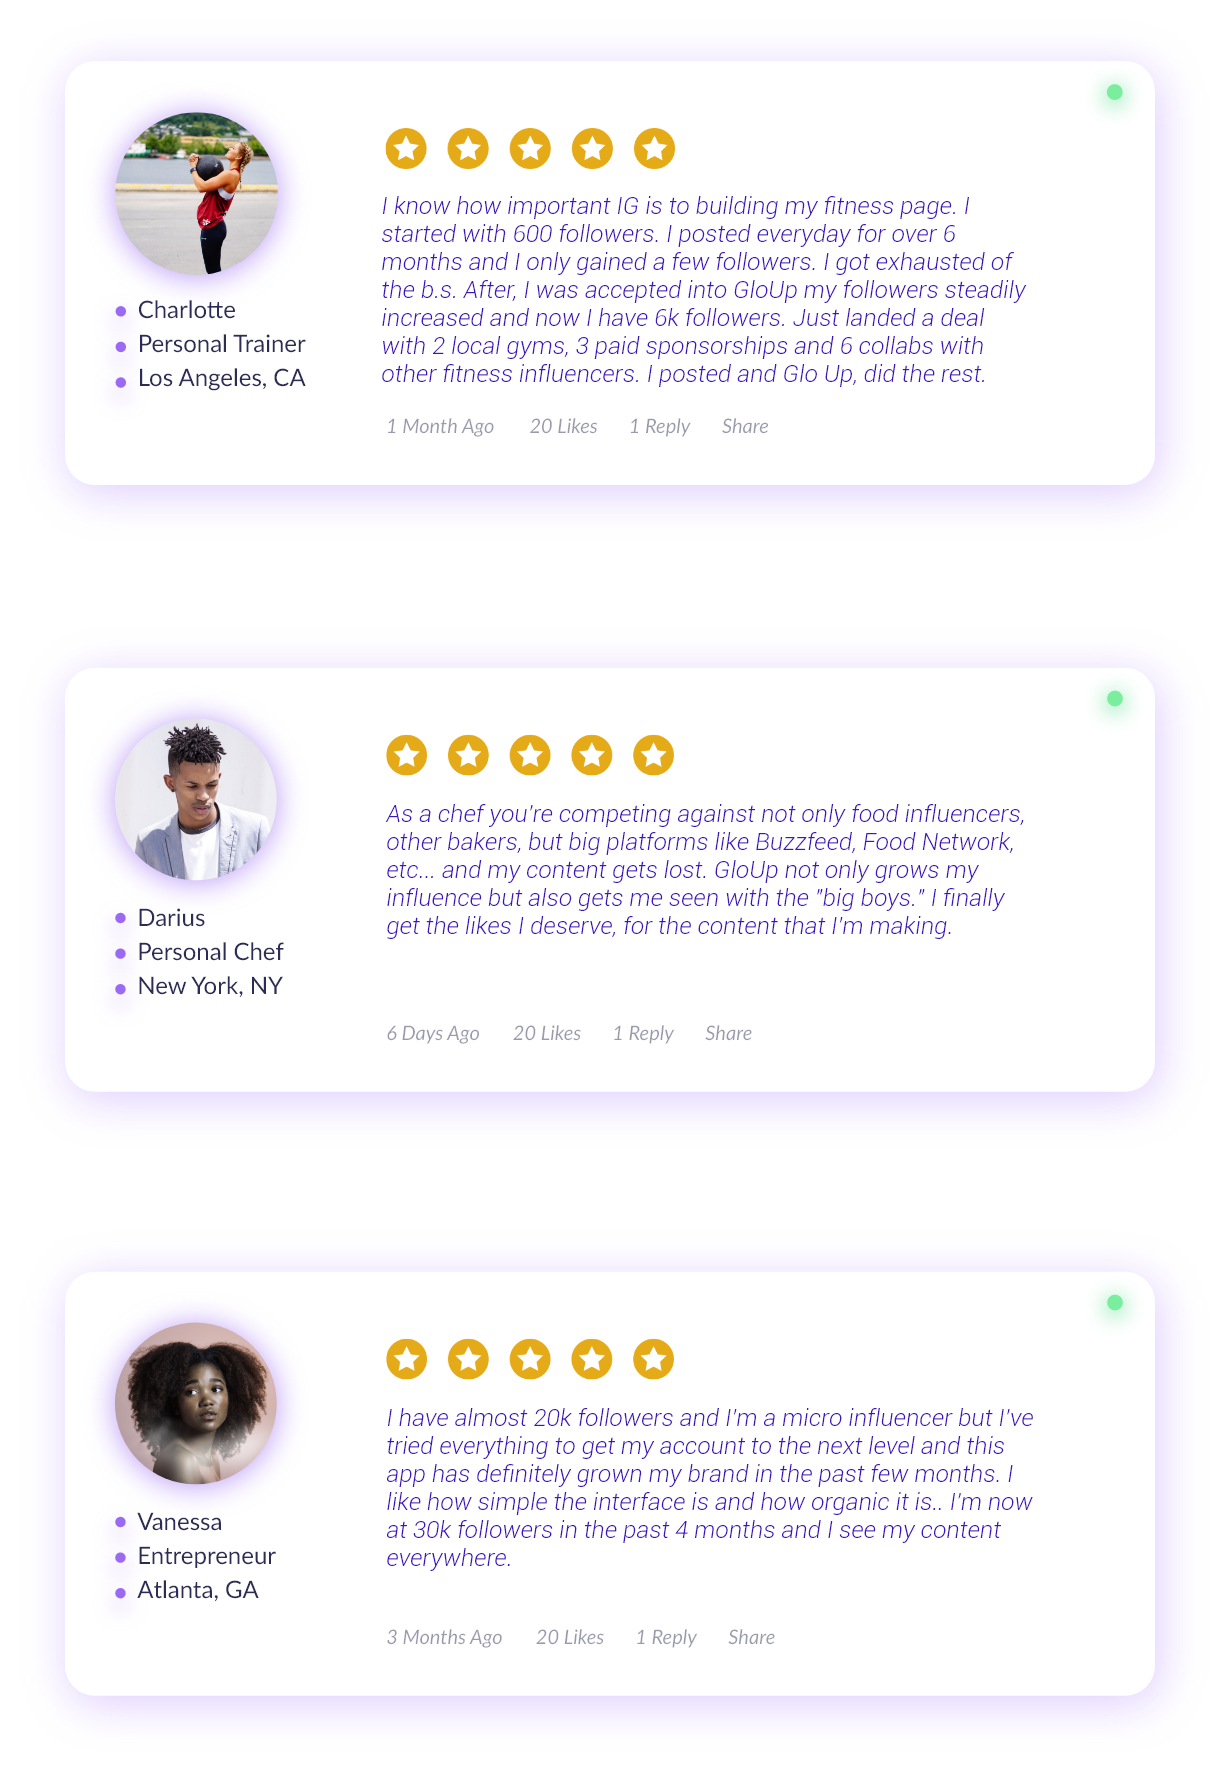 I know how important IG is to building my fitness page. I
started with 600 followers. I posted everyday for over 6
months and I only gained a few followers. I got exhausted of
the b.s. After, I was accepted into GloUp my followers steadily
increased and now I have 6k followers. Just landed a deal
with 2 local gyms, 3 paid sponsorships and 6 collabs with
other fitness influencers. I posted and Glo Up, did the rest.
Charlotte
Personal Trainer
Los Angeles, CA
1 Month Ago 20 Likes 1 Reply Share
As a chef you're competing against not only food influencers,
other bakers, but big platforms like Buzzfeed, Food Network,
etc... and my content gets lost. GloUp not only grows my
influence but also gets me seen with the "big boys." I finally
get the likes I deserve, for the content that I'm making.
Darius
Personal Chef
New York, NY
6 Days Ago 20 Likes 1 Reply Share
I have almost 20k followers and I'm a micro influencer but I've
tried everything to get my account to the next level and this
app has definitely grown my brand in the past few months. I
like how simple the interface is and how organic it is.. I'm now
at 30k followers in the past 4 months and I see my content
everywhere.
Vanessa
Entrepreneur
Atlanta, GA
3 Months Ago 20 Likes 1 Reply Share